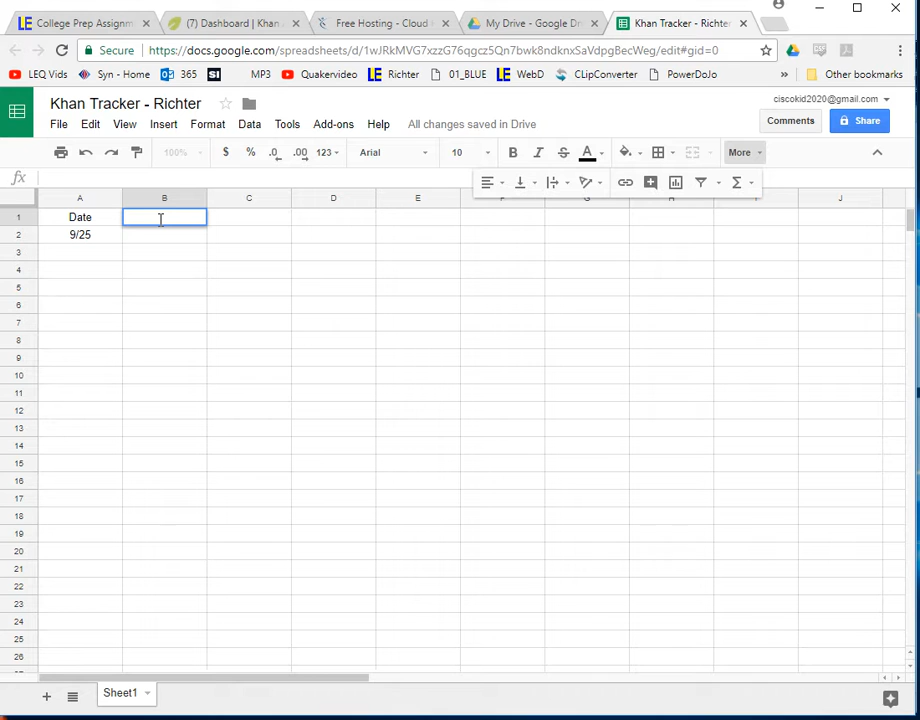 College Prep Assignm
(7) Dashboard | Khan
Free Hosting - Cloud
My Drive - Google Dri
Khan Tracker - Richter
Secure
https://docs.google.com/spreadsheets/d/1wJRkMVG7xzzG76qgcz5Qn7bwk8ndknxSaVdpgBecWeg/edit#gid=0
LEQ Vids
Syn - Home
365
SI
MP3
Quakervideo
LE
Richter
01_BLUE
LE
WebD
ClipConverter
PowerDoJo
»
Other bookmarks
Khan Tracker - Richter
ciscokid2020@gmail.com
File Edit View Insert Format Data Tools Add-ons Help All changes saved in Drive
Comments
Share
100% $ % .0 .00 123 Arial 10 B I S A More
fx
A B C D E F G H I J
1 Date
2 9/25
3
4
5
6
7
8
9
10
11
12
13
14
15
16
17
18
19
20
21
22
23
24
25
26
Sheet1